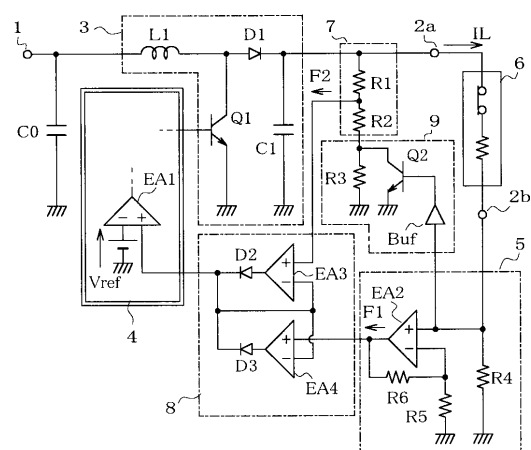 1
3
L1
D1
7
2a
IL
6
F2
R1
R2
9
C0
Q1
C1
R3
Q2
2b
Buf
EA1
Vref
4
D2
EA3
5
EA2
F1
D3
EA4
8
R6
R5
R4